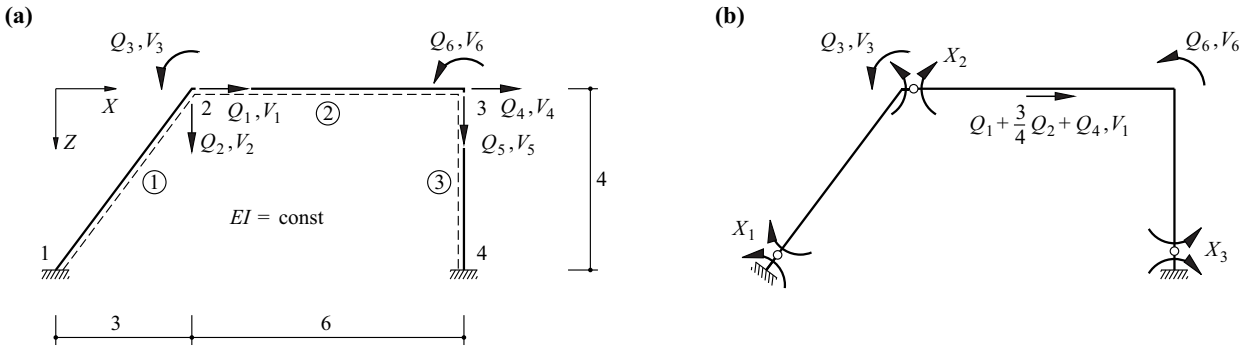 (a)
Q3,V3
Q6,V6
X
Z
2
Q1,V1
2
3
Q4,V4
Q2,V2
Q5,V5
1
3
4
EI = const
1
4
3
6
(b)
Q3,V3
X2
Q6,V6
Q1 + 3/4 Q2 + Q4, V1
X1
X3